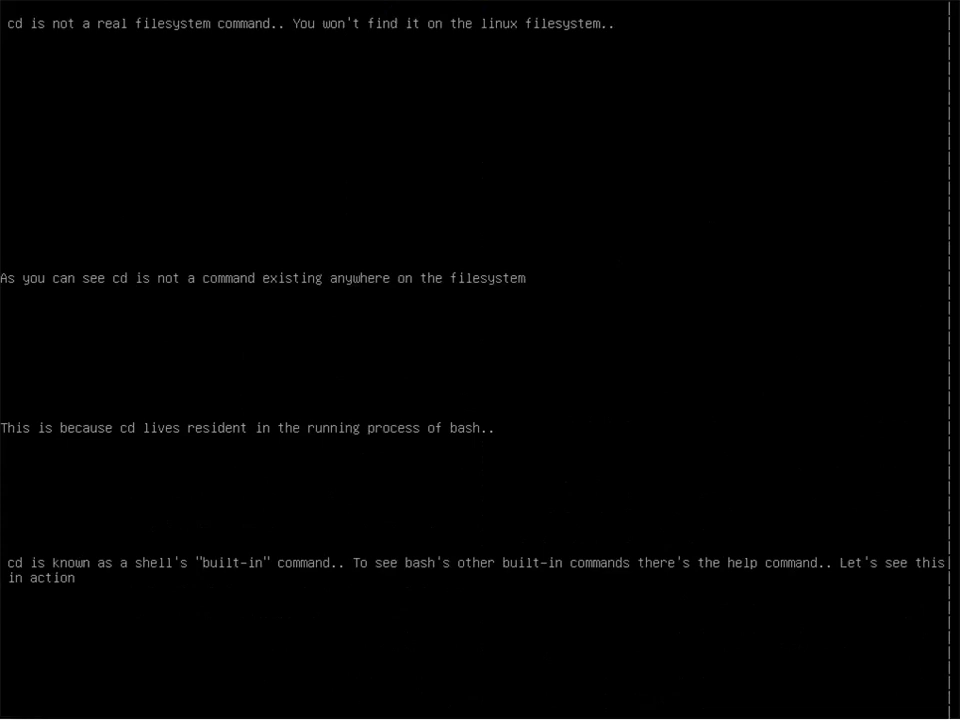 cd is not a real filesystem command.. You won't find it on the linux filesystem..
As you can see cd is not a command existing anywhere on the filesystem
This is because cd lives resident in the running process of bash..
cd is known as a shell's "built-in" command.. To see bash's other built-in commands there's the help command.. Let's see this
in action